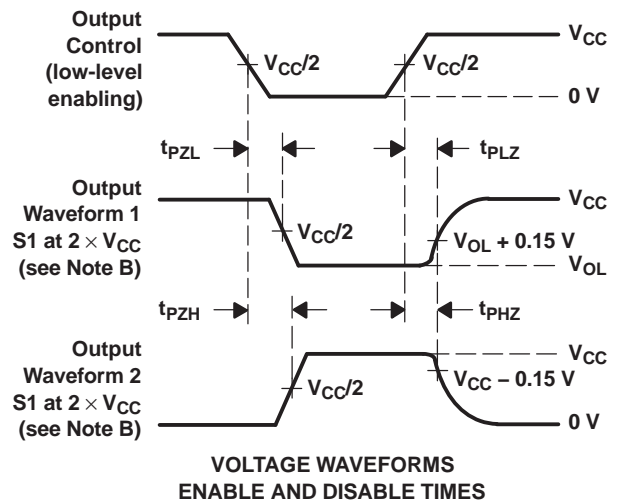 Output
Control
(low-level
enabling)
VCC
VCC/2
VCC/2
0 V
tPZL
tPLZ
Output
Waveform 1
S1 at 2 × VCC
(see Note B)
VCC
VCC/2
VOL + 0.15 V
VOL
tPZH
tPHZ
Output
Waveform 2
S1 at 2 × VCC
(see Note B)
VCC
VCC/2
VCC − 0.15 V
0 V
VOLTAGE WAVEFORMS
ENABLE AND DISABLE TIMES